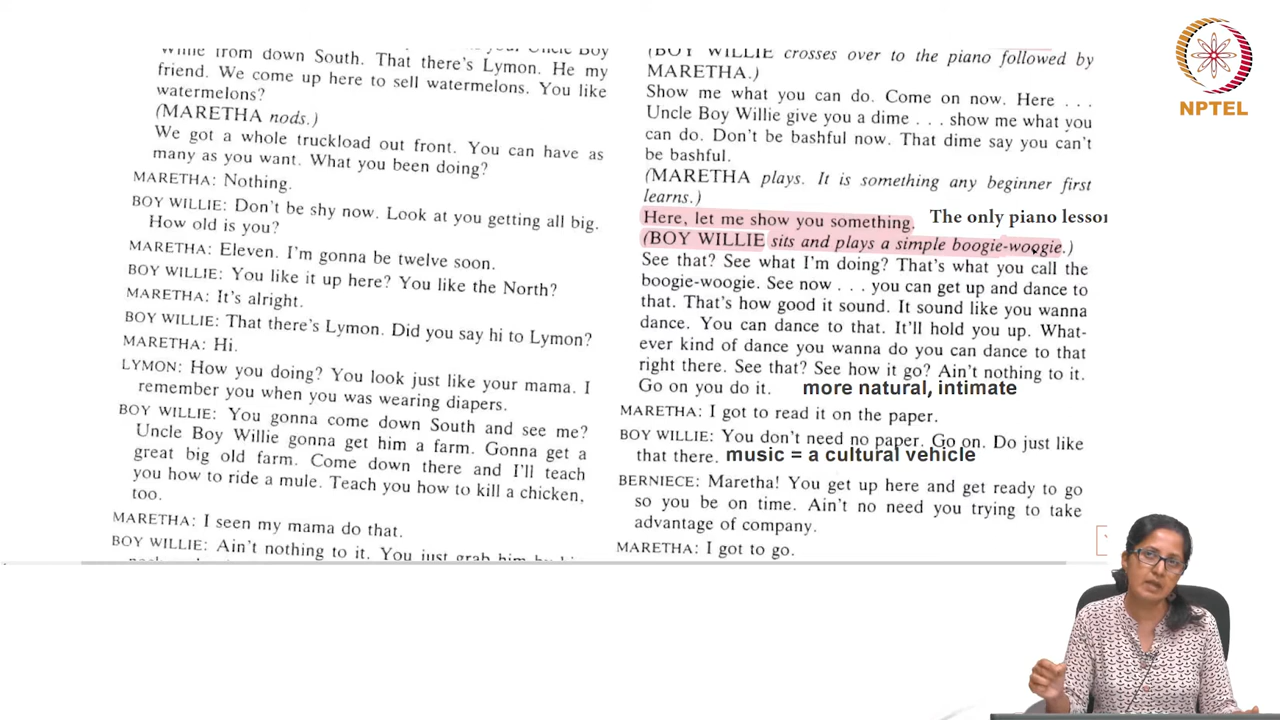 Willie from down South. That there's Lymon. He my
friend. We come up here to sell watermelons. You like
watermelons?
(MARETHA nods.)
We got a whole truckload out front. You can have as
many as you want. What you been doing?
MARETHA: Nothing.
BOY WILLIE: Don't be shy now. Look at you getting all big.
How old is you?
MARETHA: Eleven. I'm gonna be twelve soon.
BOY WILLIE: You like it up here? You like the North?
MARETHA: It's alright.
BOY WILLIE: That there's Lymon. Did you say hi to Lymon?
MARETHA: Hi.
LYMON: How you doing? You look just like your mama. I
remember you when you was wearing diapers.
BOY WILLIE: You gonna come down South and see me?
Uncle Boy Willie gonna get him a farm. Gonna get a
great big old farm. Come down there and I'll teach
you how to ride a mule. Teach you how to kill a chicken,
too.
MARETHA: I seen my mama do that.
BOY WILLIE: Ain't nothing to it. You just grab him by
(BOY WILLIE crosses over to the piano followed by
MARETHA.)
Show me what you can do. Come on now. Here . . .
Uncle Boy Willie give you a dime . . . show me what you
can do. Don't be bashful now. That dime say you can't
be bashful.
(MARETHA plays. It is something any beginner first
learns.)
Here, let me show you something. The only piano lesson
(BOY WILLIE sits and plays a simple boogie-woogie.)
See that? See what I'm doing? That's what you call the
boogie-woogie. See now . . . you can get up and dance to
that. That's how good it sound. It sound like you wanna
dance. You can dance to that. It'll hold you up. What-
ever kind of dance you wanna do you can dance to that
right there. See that? See how it go? Ain't nothing to it.
Go on you do it. more natural, intimate
MARETHA: I got to read it on the paper.
BOY WILLIE: You don't need no paper. Go on. Do just like
that there. music = a cultural vehicle
BERNIECE: Maretha! You get up here and get ready to go
so you be on time. Ain't no need you trying to take
advantage of company.
MARETHA: I got to go.
NPTEL